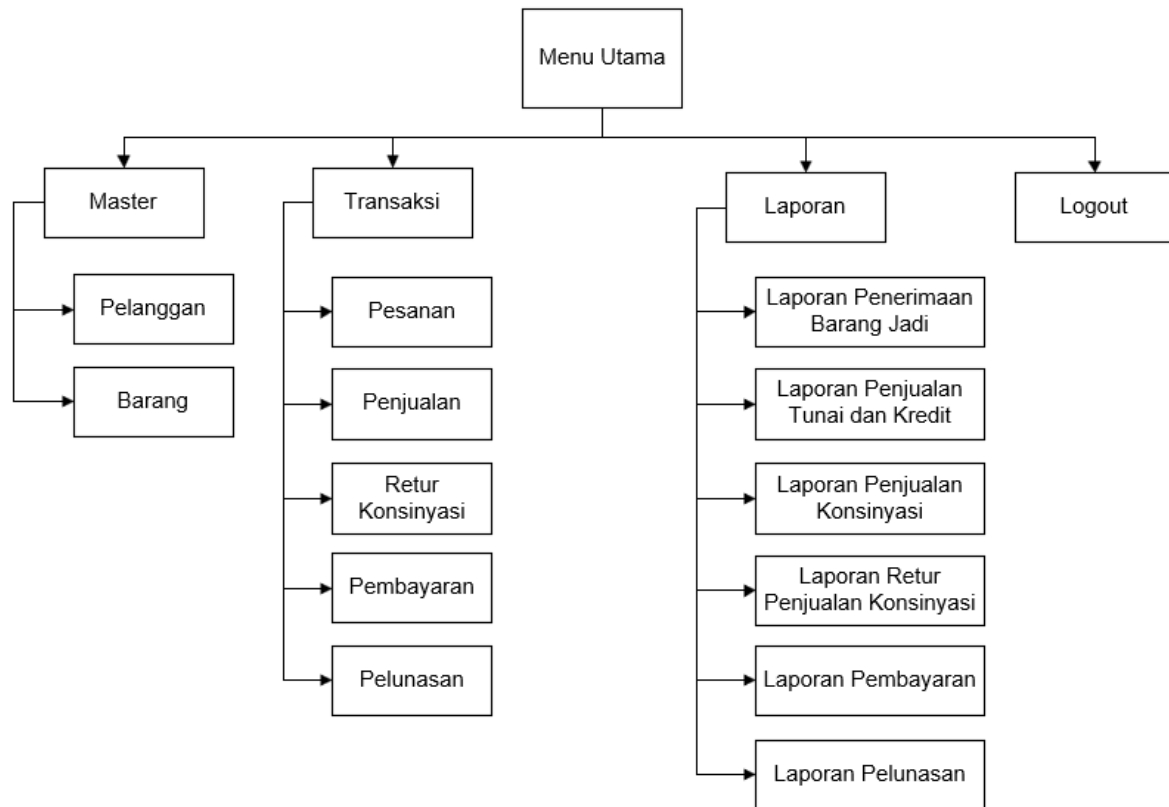 Menu Utama
Master
Transaksi
Laporan
Logout
Pelanggan
Barang
Pesanan
Penjualan
Retur
Konsinyasi
Pembayaran
Pelunasan
Laporan Penerimaan
Barang Jadi
Laporan Penjualan
Tunai dan Kredit
Laporan Penjualan
Konsinyasi
Laporan Retur
Penjualan Konsinyasi
Laporan Pembayaran
Laporan Pelunasan